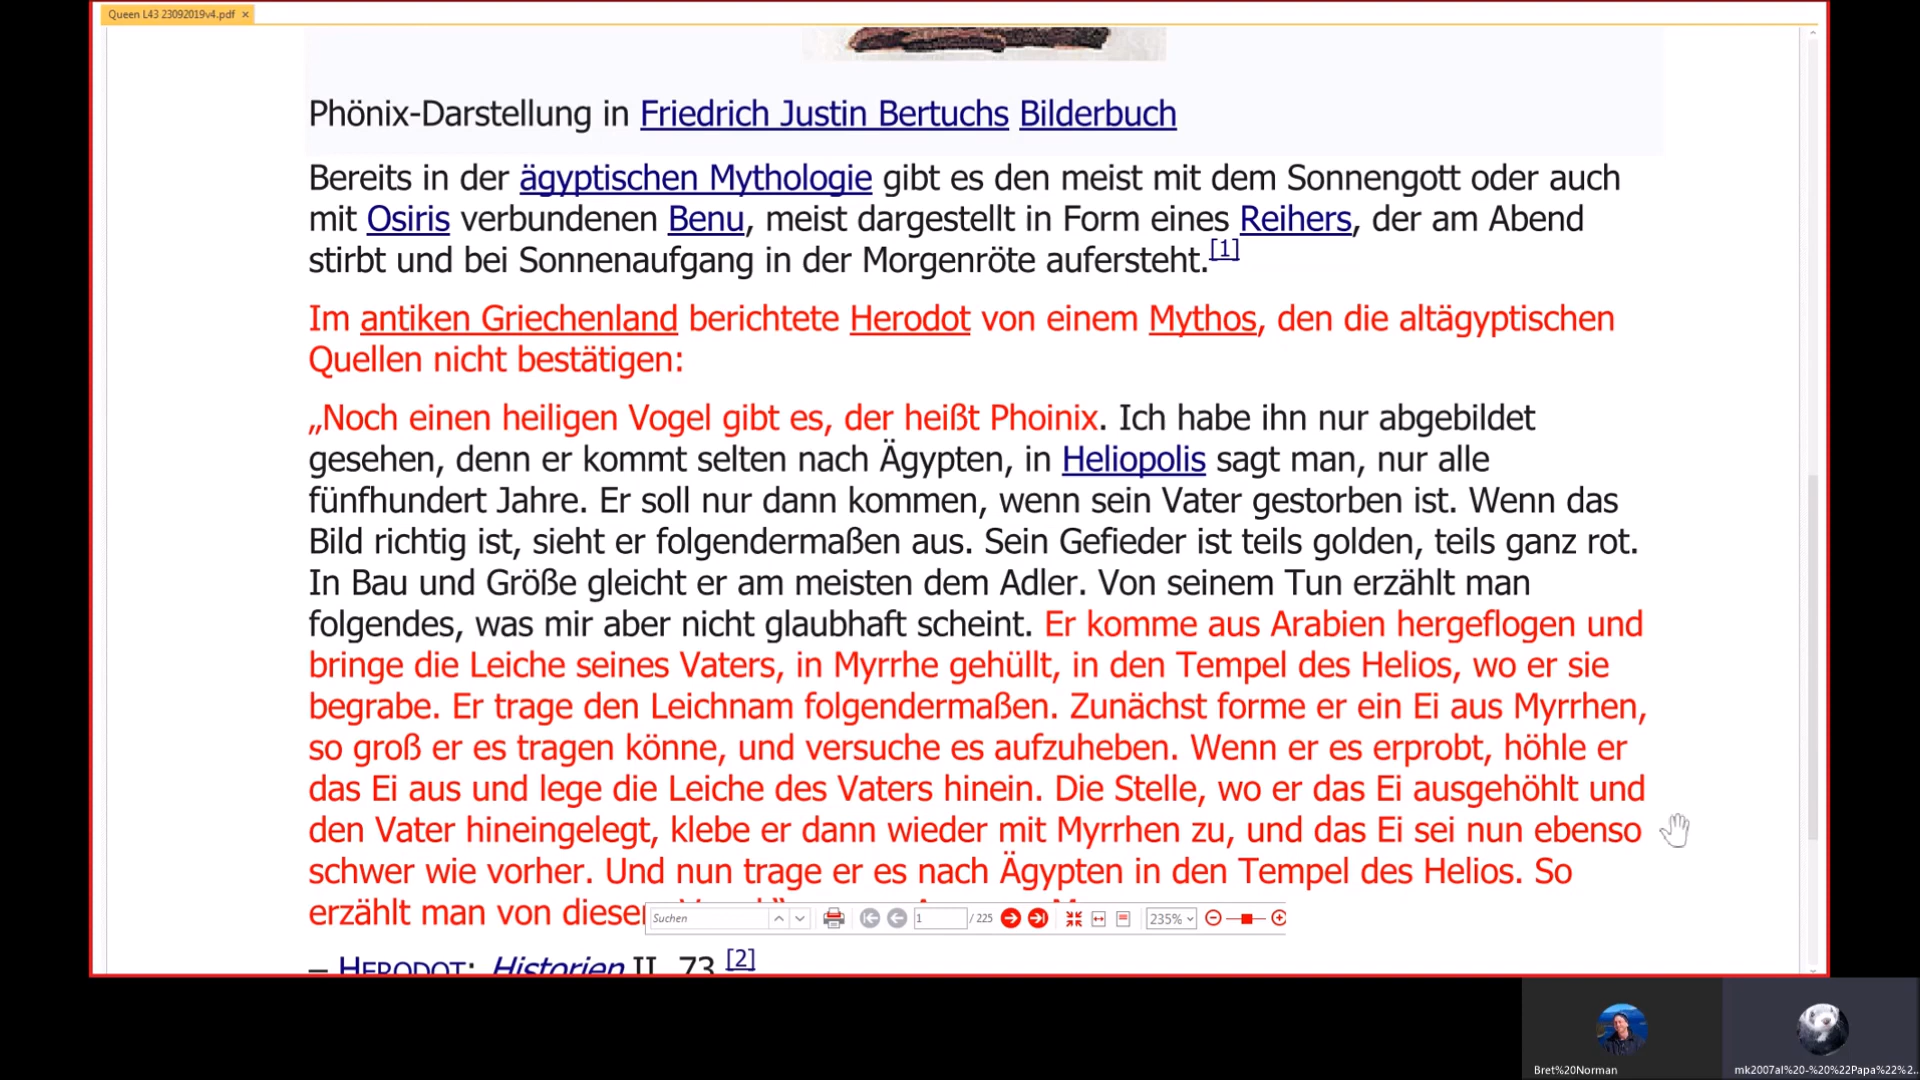 Queen L43 23092019v4.pdf ×
Phönix-Darstellung in Friedrich Justin Bertuchs Bilderbuch
Bereits in der ägyptischen Mythologie gibt es den meist mit dem Sonnengott oder auch
mit Osiris verbundenen Benu, meist dargestellt in Form eines Reihers, der am Abend
stirbt und bei Sonnenaufgang in der Morgenröte aufersteht.[1]
Im antiken Griechenland berichtete Herodot von einem Mythos, den die altägyptischen
Quellen nicht bestätigen:
„Noch einen heiligen Vogel gibt es, der heißt Phoinix. Ich habe ihn nur abgebildet
gesehen, denn er kommt selten nach Ägypten, in Heliopolis sagt man, nur alle
fünfhundert Jahre. Er soll nur dann kommen, wenn sein Vater gestorben ist. Wenn das
Bild richtig ist, sieht er folgendermaßen aus. Sein Gefieder ist teils golden, teils ganz rot.
In Bau und Größe gleicht er am meisten dem Adler. Von seinem Tun erzählt man
folgendes, was mir aber nicht glaubhaft scheint. Er komme aus Arabien hergeflogen und
bringe die Leiche seines Vaters, in Myrrhe gehüllt, in den Tempel des Helios, wo er sie
begrabe. Er trage den Leichnam folgendermaßen. Zunächst forme er ein Ei aus Myrrhen,
so groß er es tragen könne, und versuche es aufzuheben. Wenn er es erprobt, höhle er
das Ei aus und lege die Leiche des Vaters hinein. Die Stelle, wo er das Ei ausgehöhlt und
den Vater hineingelegt, klebe er dann wieder mit Myrrhen zu, und das Ei sei nun ebenso
schwer wie vorher. Und nun trage er es nach Ägypten in den Tempel des Helios. So
erzählt man von
Suchen 1 / 225 235%
– HERODOT: Historien II, 73 [2]
Bret%20Norman
mk2007al%20-%20%22Papa%22%2...